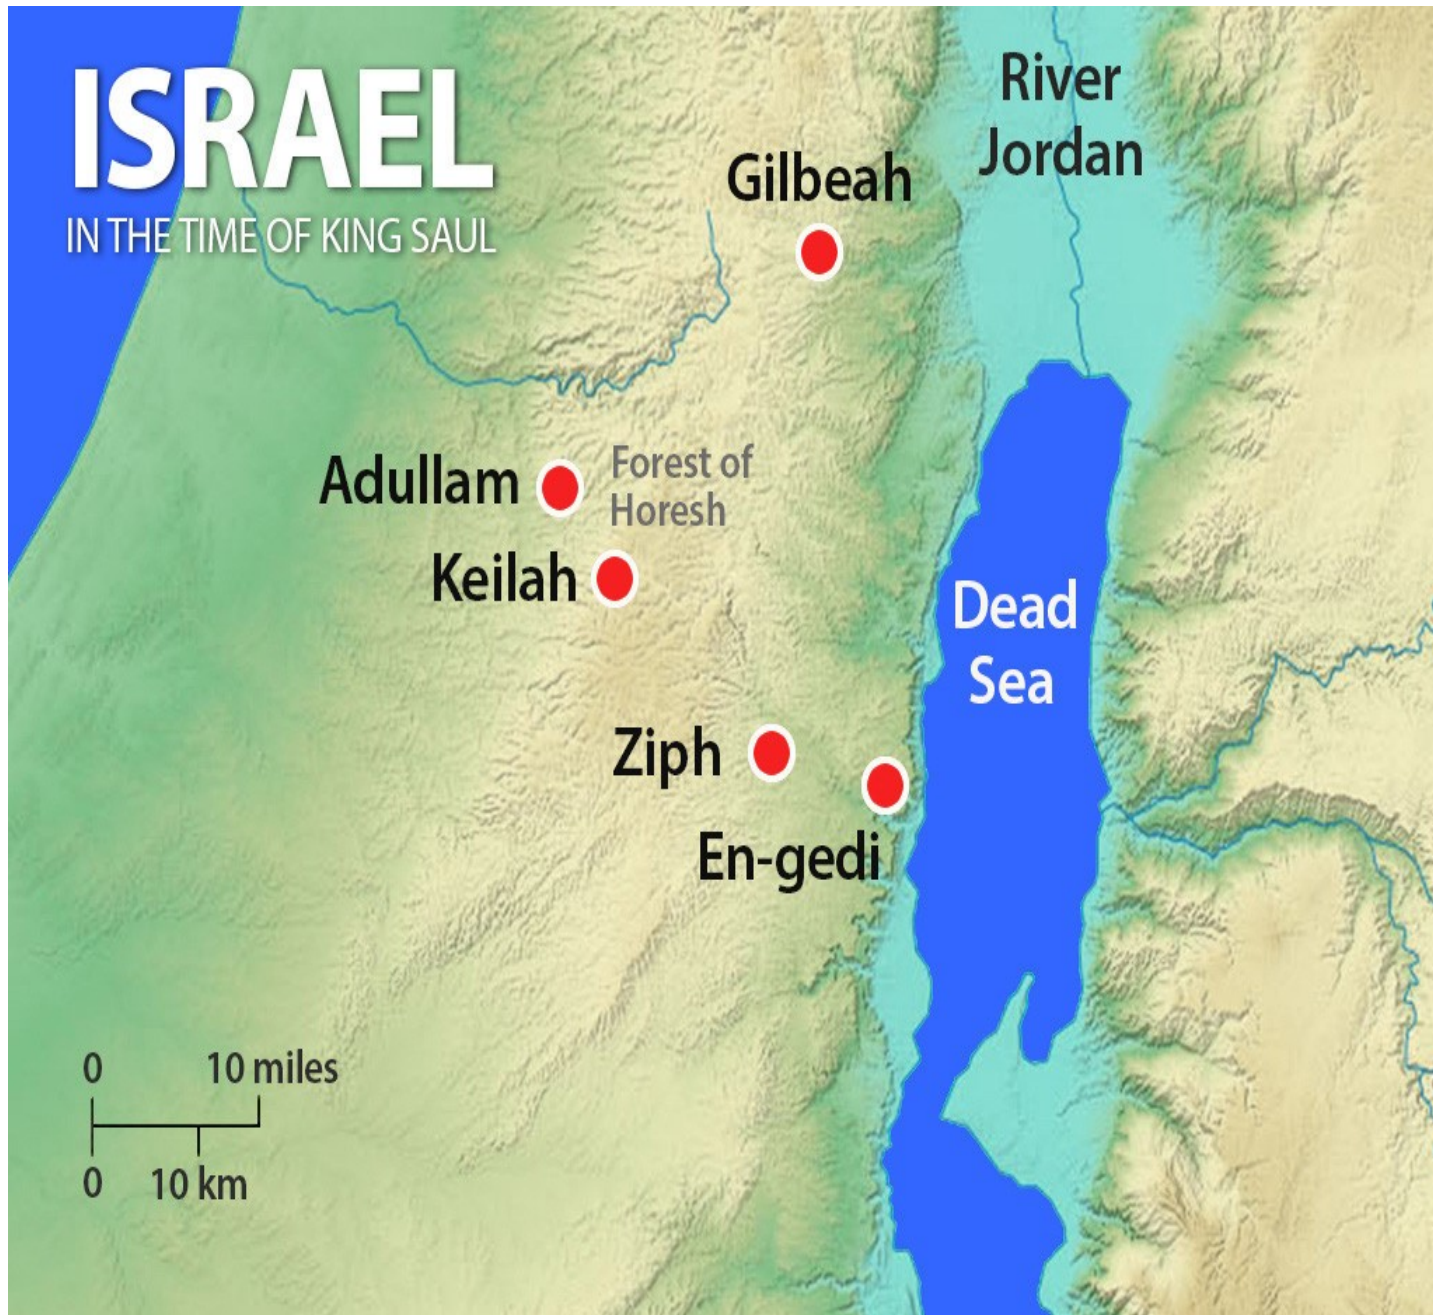 ISRAEL
IN THE TIME OF KING SAUL
River
Jordan
Gilbeah
Adullam
Forest of
Horesh
Keilah
Dead
Sea
Ziph
En-gedi
0 10 miles
0 10 km